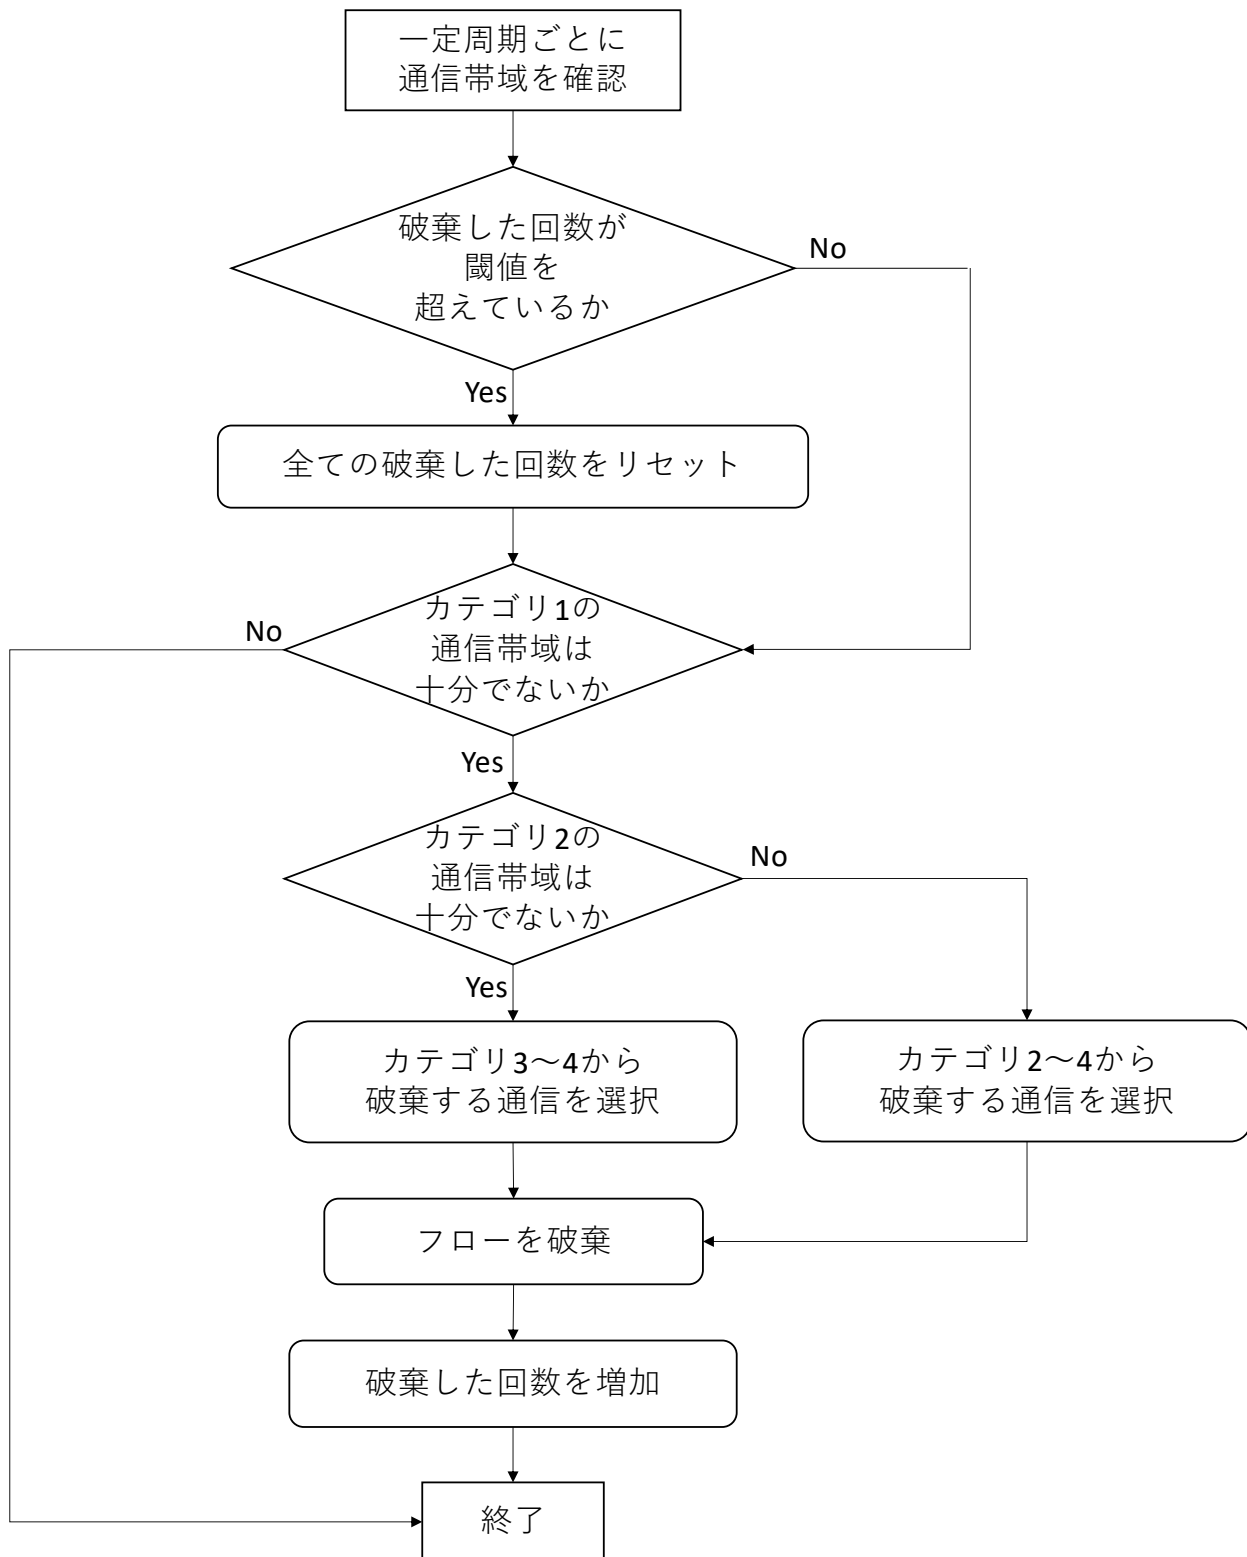 一定周期ごとに
通信帯域を確認
破棄した回数が
閾値を
超えているか
No
Yes
全ての破棄した回数をリセット
カテゴリ1の
通信帯域は
十分でないか
No
Yes
カテゴリ2の
通信帯域は
十分でないか
No
Yes
カテゴリ3～4から
破棄する通信を選択
カテゴリ2～4から
破棄する通信を選択
フローを破棄
破棄した回数を増加
終了